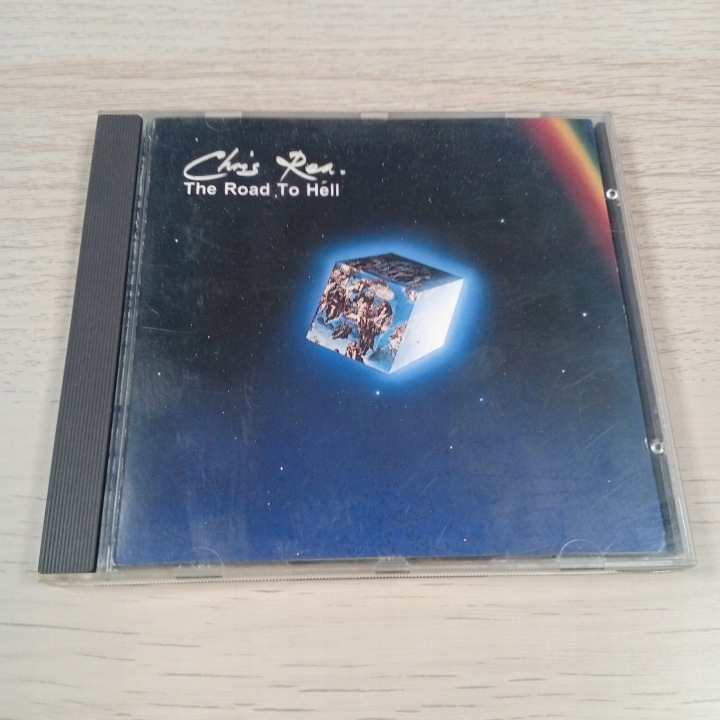 Chris Rea.
The Road To Hell